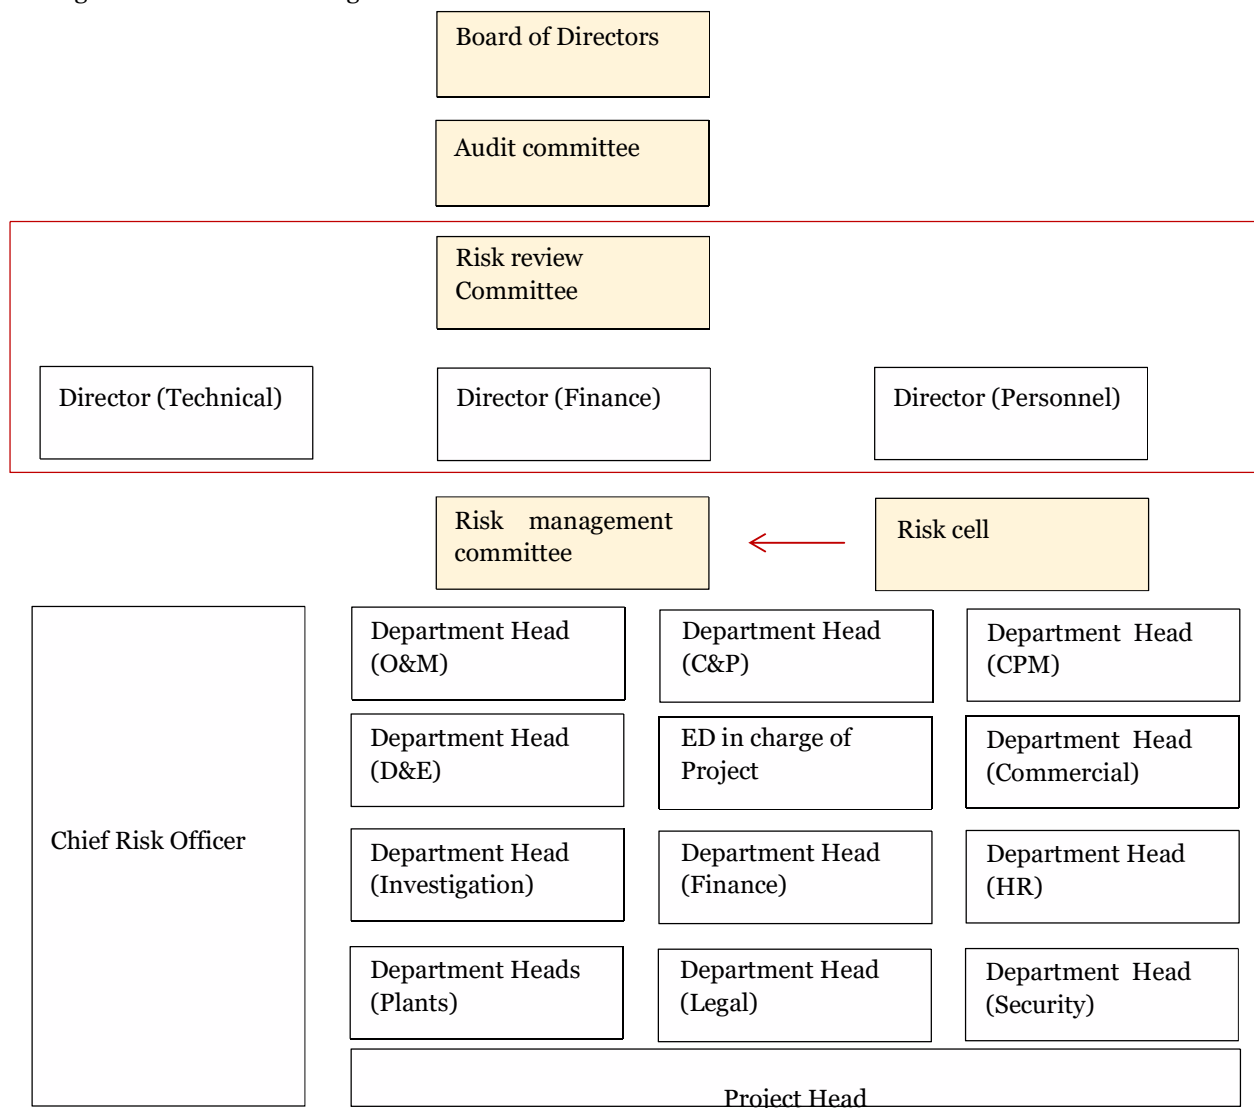 Board of Directors
Audit committee
Risk review
Committee
Director (Technical)
Director (Finance)
Director (Personnel)
Risk management
committee
Risk cell
Chief Risk Officer
Department Head
(O&M)
Department Head
(C&P)
Department Head
(CPM)
Department Head
(D&E)
ED in charge of
Project
Department Head
(Commercial)
Department Head
(Investigation)
Department Head
(Finance)
Department Head
(HR)
Department Heads
(Plants)
Department Head
(Legal)
Department Head
(Security)
Project Head